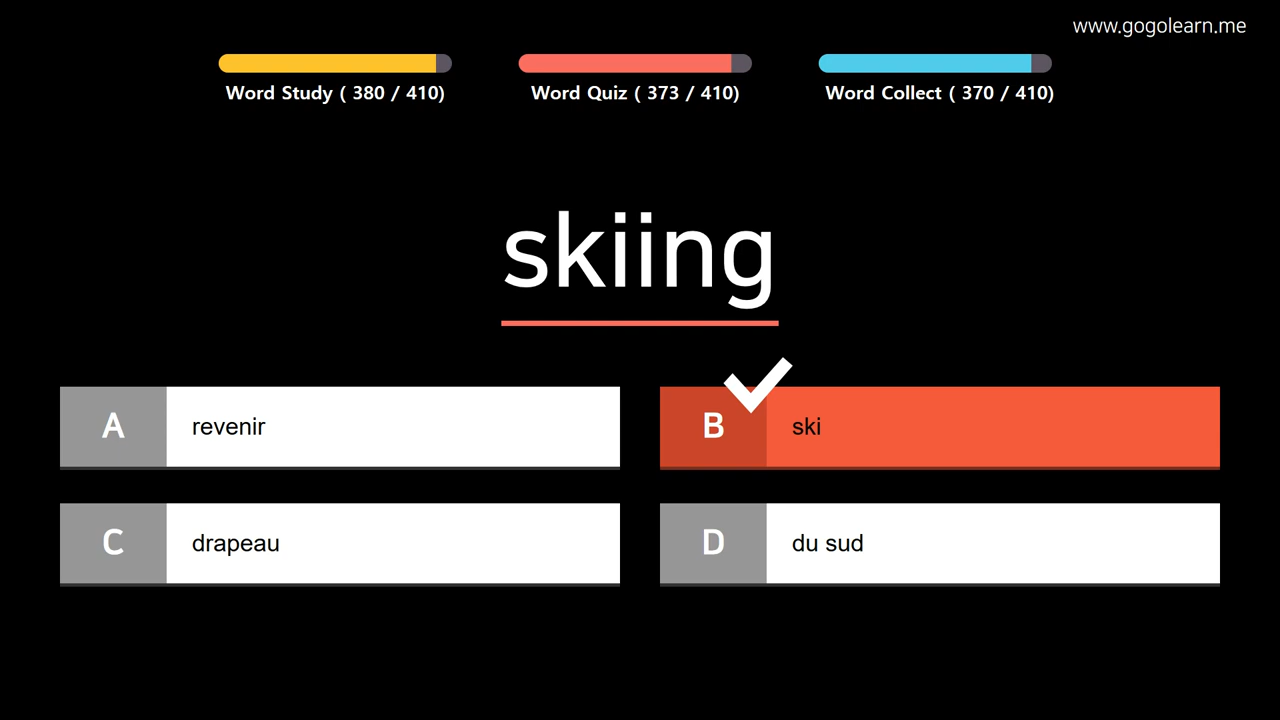 www.gogolearn.me
Word Study ( 380 / 410)
Word Quiz ( 373 / 410)
Word Collect ( 370 / 410)
skiing
A revenir
B ski
C drapeau
D du sud